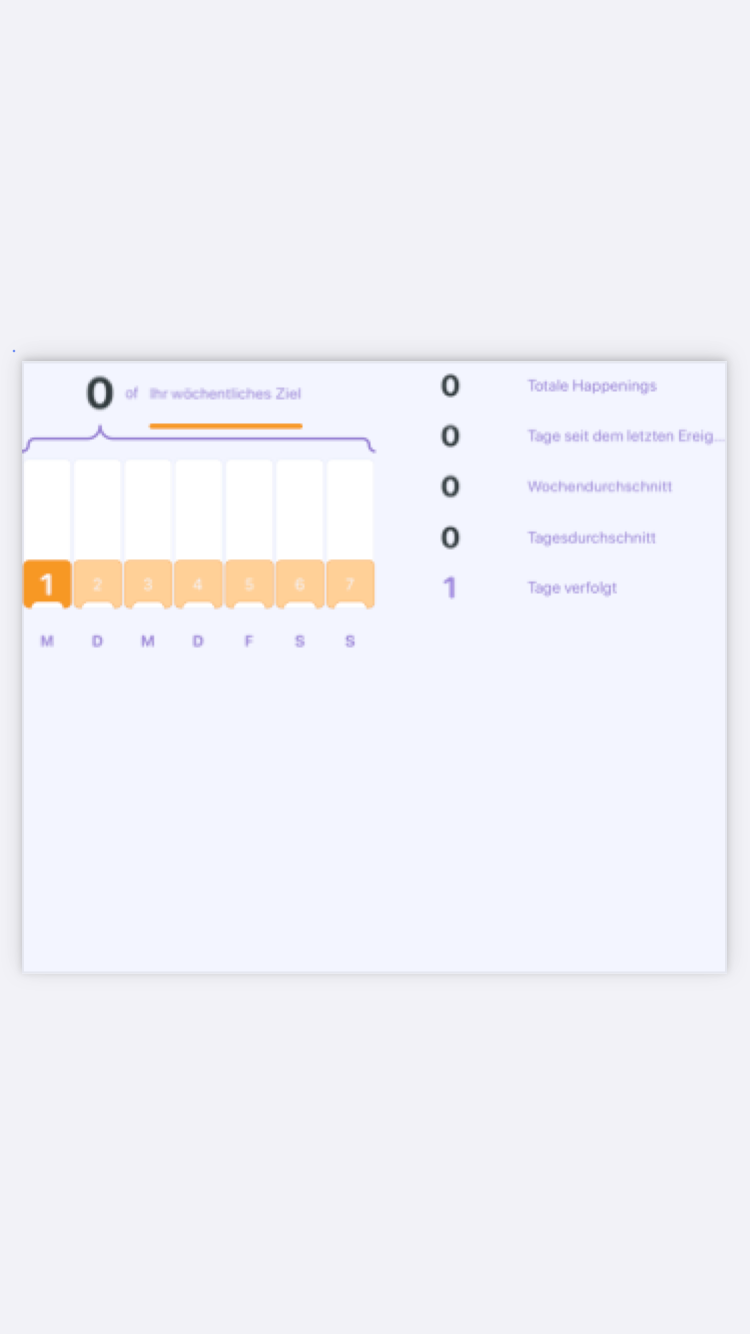 0 of Ihr wöchentliches Ziel
1 2 3 4 5 6 7
M D M D F S S
0 Totale Happenings
0 Tage seit dem letzten Ereig...
0 Wochendurchschnitt
0 Tagesdurchschnitt
1 Tage verfolgt